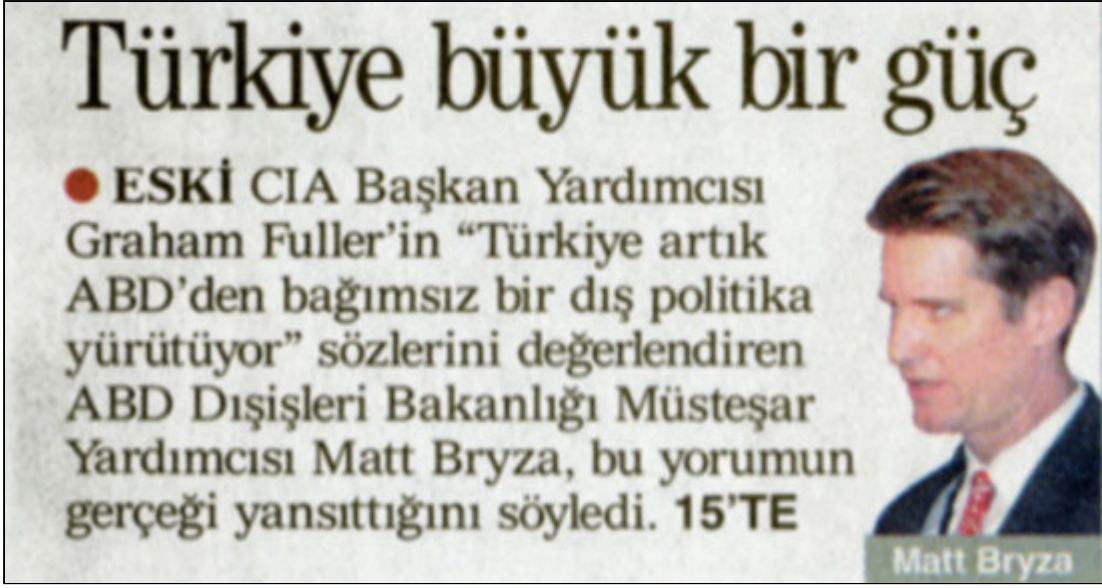 Türkiye büyük bir güç
● ESKİ CIA Başkan Yardımcısı
Graham Fuller'in “Türkiye artık
ABD'den bağımsız bir dış politika
yürütüyor” sözlerini değerlendiren
ABD Dışişleri Bakanlığı Müsteşar
Yardımcısı Matt Bryza, bu yorumun
gerçeği yansıttığını söyledi. 15'TE
Matt Bryza